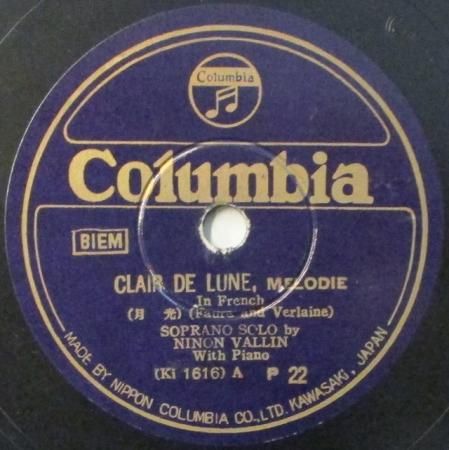 Columbia
Columbia
BIEM
CLAIR DE LUNE, MELODIE
In French
(月 光) (Faure and Verlaine)
SOPRANO SOLO by
NINON VALLIN
With Piano
(Ki 1616) A P 22
MADE BY NIPPON COLUMBIA CO., LTD. KAWASAKI, JAPAN